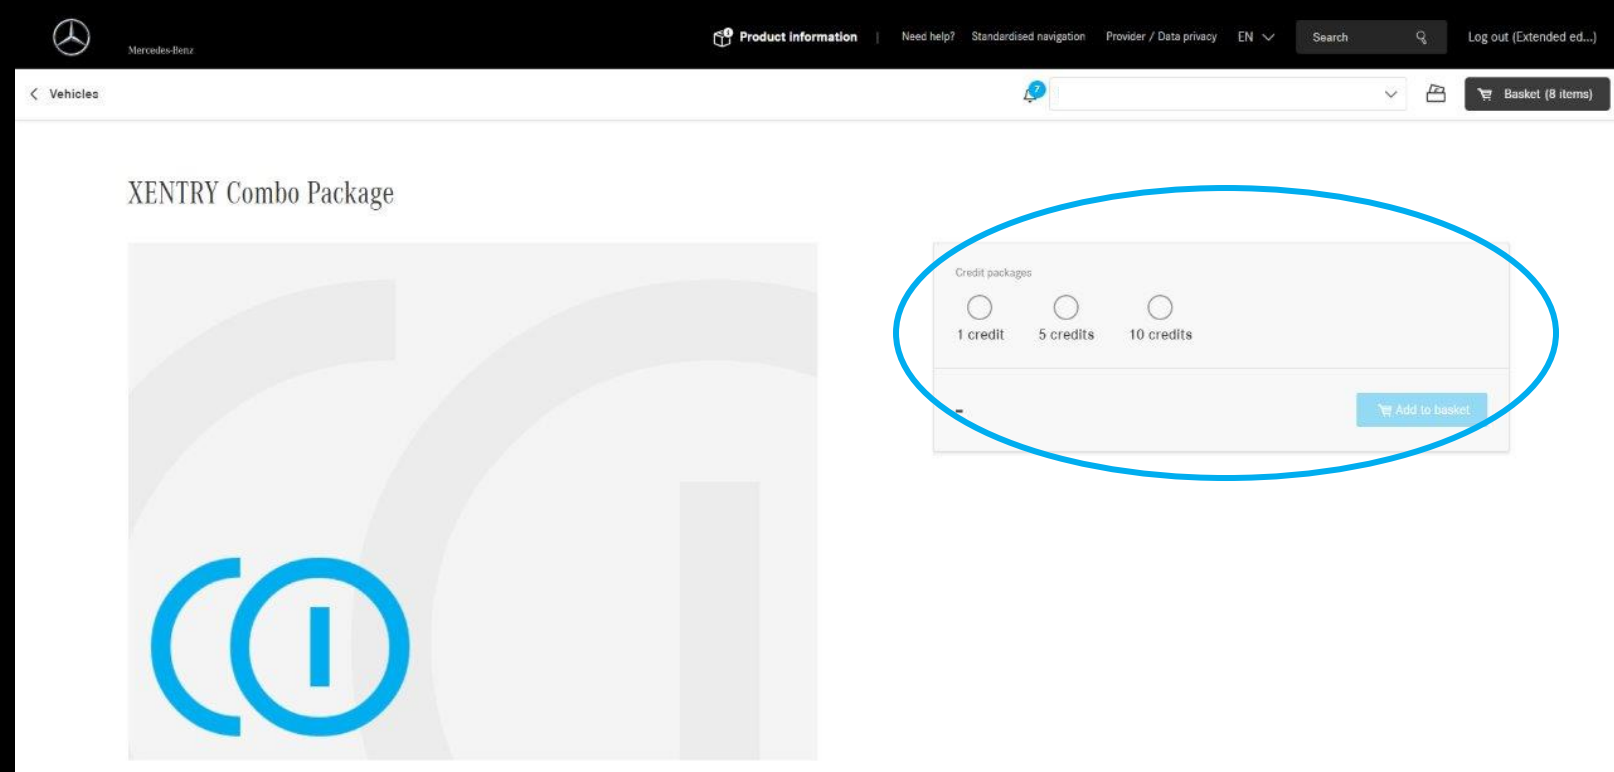 Mercedes-Benz
Product information | Need help? Standardised navigation Provider / Data privacy EN Search Log out (Extended ed...)
Vehicles
7
Basket (8 items)
XENTRY Combo Package
Credit packages
1 credit 5 credits 10 credits
-
Add to basket